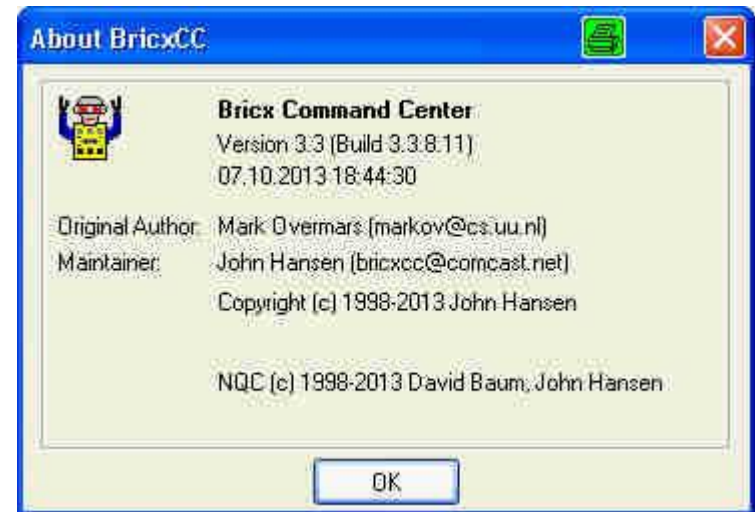 About BricxCC
Bricx Command Center
Version 3.3 (Build 3.3.8.11)
07.10.2013 18:44:30
Original Author: Mark Overmars (markov@cs.uu.nl)
Maintainer: John Hansen (bricxcc@comcast.net)
Copyright (c) 1998-2013 John Hansen
NQC (c) 1998-2013 David Baum, John Hansen
OK